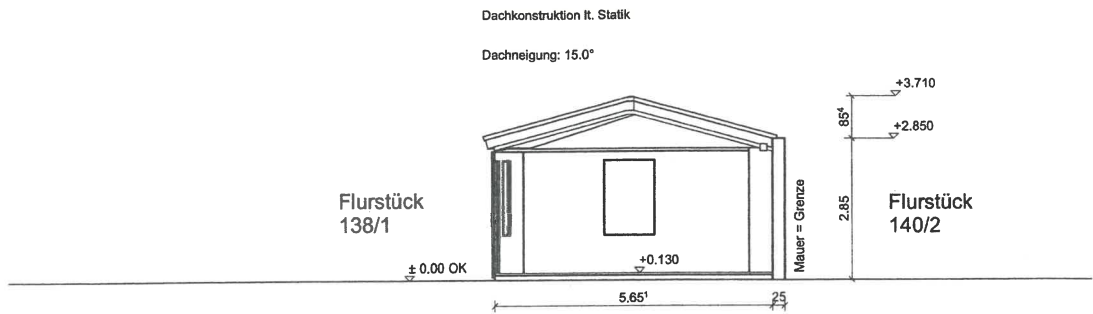 Dachkonstruktion lt. Statik
Dachneigung: 15.0°
+3.710
85⁴
+2.850
Flurstück
138/1
Mauer = Grenze
2.85
Flurstück
140/2
± 0.00 OK
+0.130
5.65¹
25